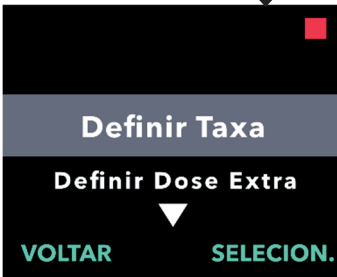 Definir Taxa
Definir Dose Extra
VOLTAR SELECION.